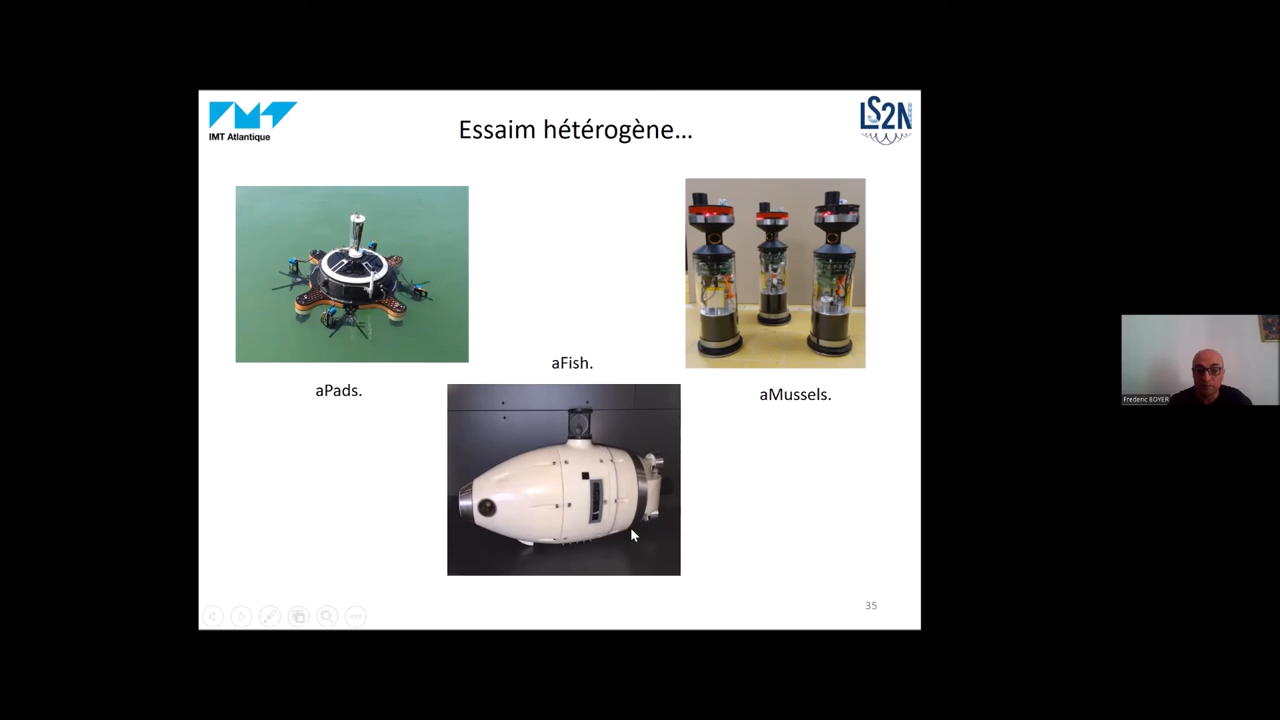 IMT Atlantique
Essaim hétérogène…
LS2N
aFish.
aPads.
aMussels.
Frederic BOYER
35